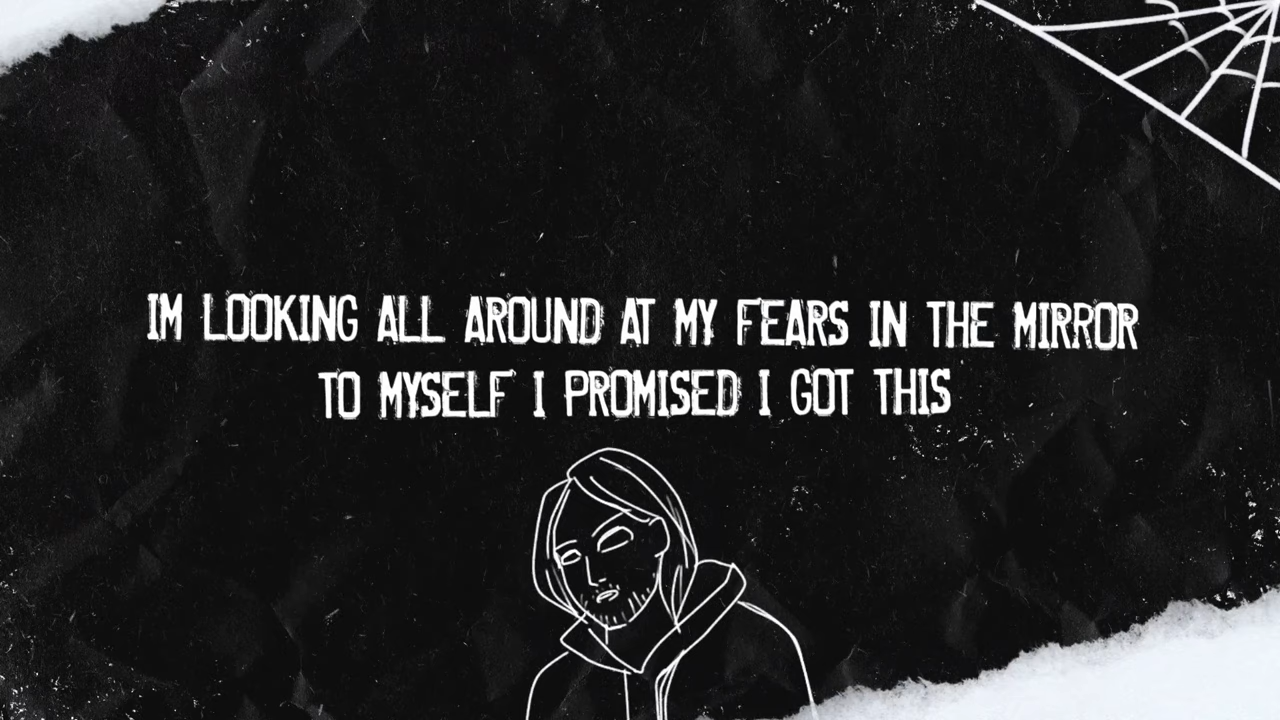 IM LOOKING ALL AROUND AT MY FEARS IN THE MIRROR
TO MYSELF I PROMISED I GOT THIS